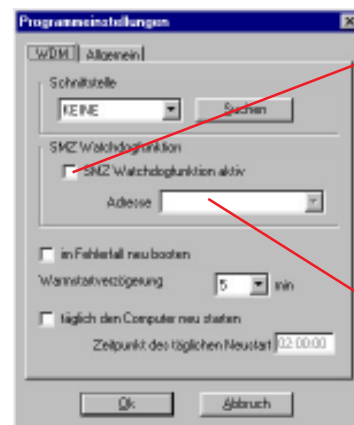 Programmeinstellungen
WDM Allgemein
Schnittstelle
KEINE Suchen
SMZ Watchdogfunktion
SMZ Watchdogfunktion aktiv
Adresse
im Fehlerfall neu booten
Warmstartverzögerung 5 min
täglich den Computer neu starten
Zeitpunkt des täglichen Neustart 02:00:00
Ok Abbruch